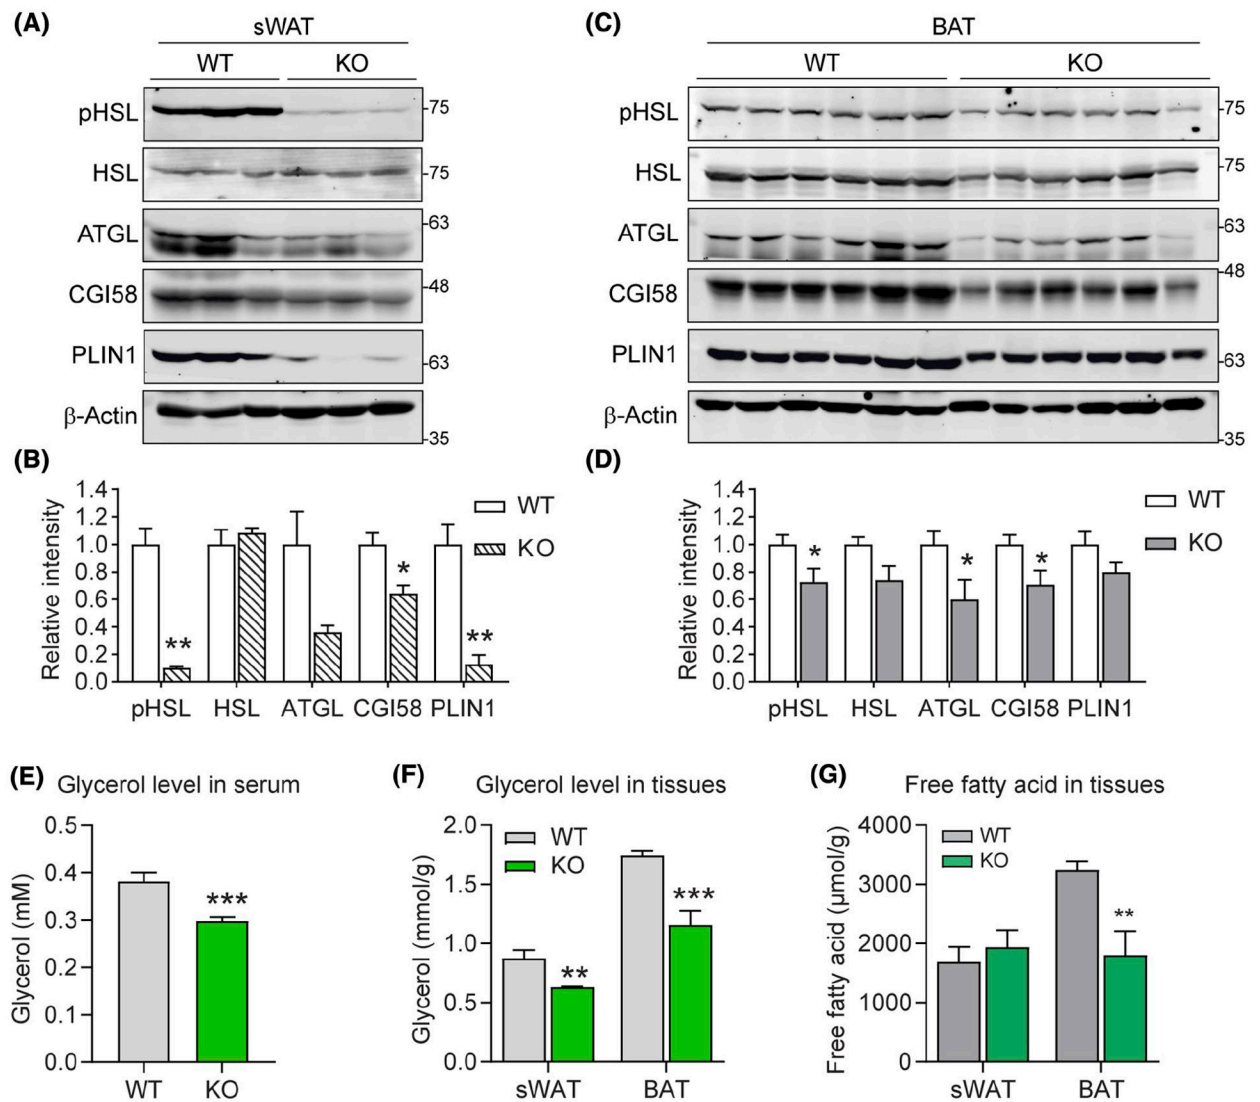 (A)
sWAT
WT KO
pHSL -75
HSL -75
ATGL -63
CGI58 -48
PLIN1 -63
β-Actin
-35
(C)
BAT
WT KO
pHSL -75
HSL -75
ATGL -63
CGI58 -48
PLIN1 -63
β-Actin
-35
(B)
Relative intensity
1.4
1.2
1.0
0.8
0.6
0.4
0.2
0.0
WT
KO
** * **
pHSL HSL ATGL CGI58 PLIN1
(D)
Relative intensity
1.4
1.2
1.0
0.8
0.6
0.4
0.2
0.0
WT
KO
* * *
pHSL HSL ATGL CGI58 PLIN1
(E) Glycerol level in serum
Glycerol (mM)
0.5
0.4
0.3
0.2
0.1
0.0
***
WT KO
(F) Glycerol level in tissues
Glycerol (mmol/g)
2.0
1.5
1.0
0.5
0.0
WT
KO
** ***
sWAT BAT
(G) Free fatty acid in tissues
Free fatty acid (µmol/g)
4000
3000
2000
1000
0
WT
KO
**
sWAT BAT